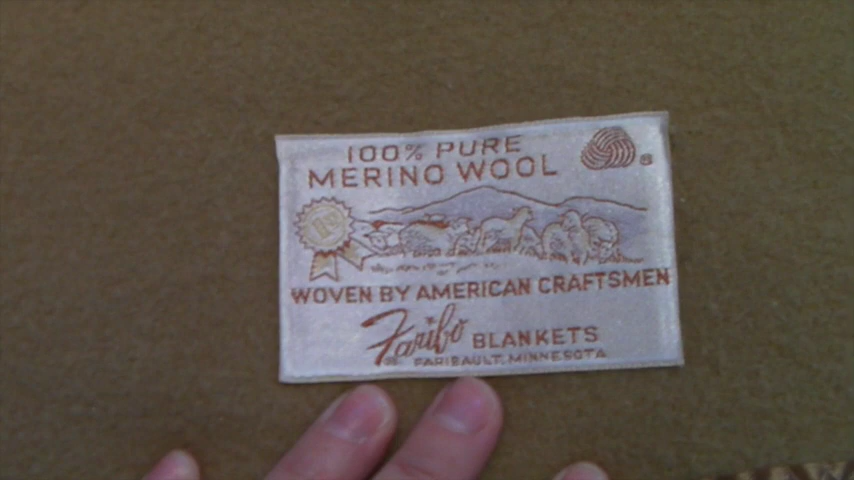 100% PURE
MERINO WOOL
WOVEN BY AMERICAN CRAFTSMEN
Faribo BLANKETS
FARIBAULT, MINNESOTA